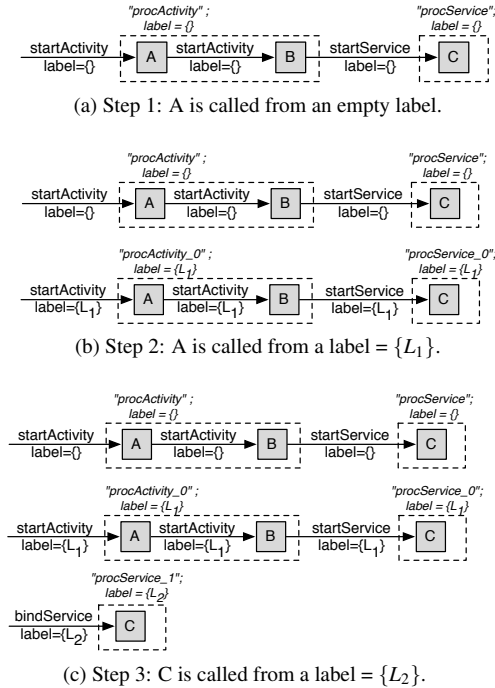 "procActivity" ;
label = {}
"procService" ;
label = {}
startActivity
label={}
A
startActivity
label={}
B
startService
label={}
C
(a) Step 1: A is called from an empty label.
"procActivity" ;
label = {}
"procService";
label = {}
startActivity
label={}
A
startActivity
label={}
B
startService
label={}
C
"procActivity_0" ;
label = {L₁}
"procService_0";
label = {L₁}
startActivity
label={L₁}
A
startActivity
label={L₁}
B
startService
label={L₁}
C
(b) Step 2: A is called from a label = {L₁}.
"procActivity" ;
label = {}
"procService";
label = {}
startActivity
label={}
A
startActivity
label={}
B
startService
label={}
C
"procActivity_0" ;
label = {L₁}
"procService_0";
label = {L₁}
startActivity
label={L₁}
A
startActivity
label={L₁}
B
startService
label={L₁}
C
"procService_1";
label = {L₂}
bindService
label={L₂}
C
(c) Step 3: C is called from a label = {L₂}.